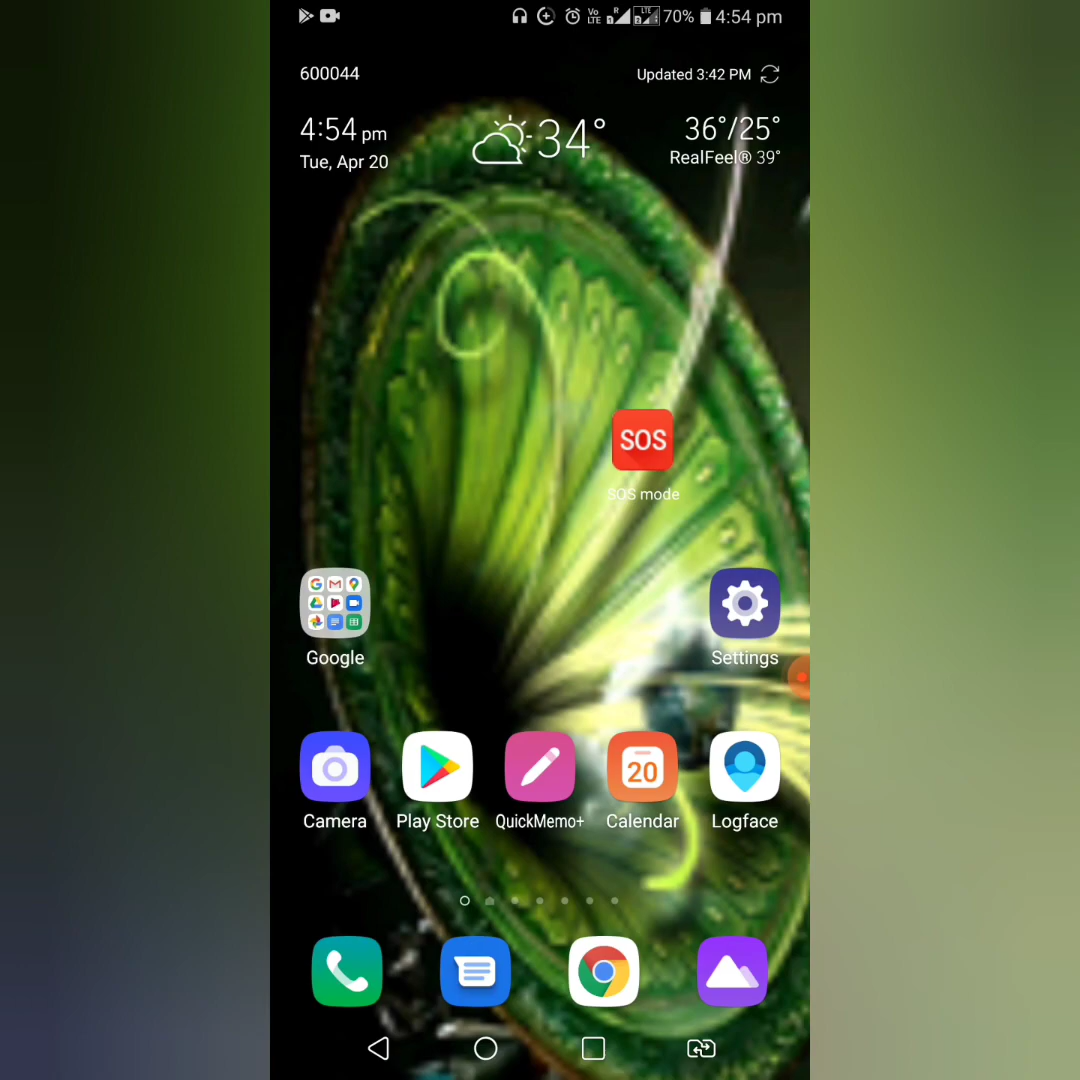 70% 4:54 pm
600044
Updated 3:42 PM
4:54 pm
34°
36°/25°
Tue, Apr 20
RealFeel® 39°
SOS
SOS mode
Google
Settings
20
Camera
Play Store
QuickMemo+
Calendar
Logface